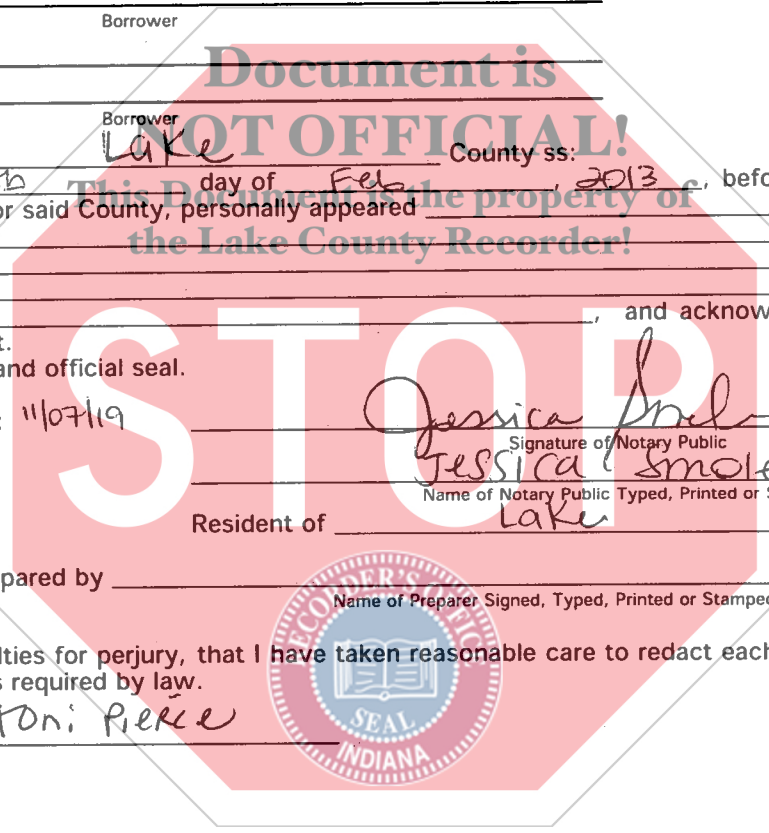 Borrower
Document is
Borrower
NOT OFFICIAL!
Lake County ss:
day of Feb, 2013, befo
This Document is the property of
or said County, personally appeared
the Lake County Recorder!
, and acknow
t.
and official seal.
STOP
: 11/07/19
Jessica
Signature of Notary Public
Jessica Smole
Name of Notary Public Typed, Printed or S
Resident of Lake
pared by
Name of Preparer Signed, Typed, Printed or Stamped
RECORDER'S OFFICE
lties for perjury, that I have taken reasonable care to redact each
s required by law.
Toni Pierce
SEAL
INDIANA